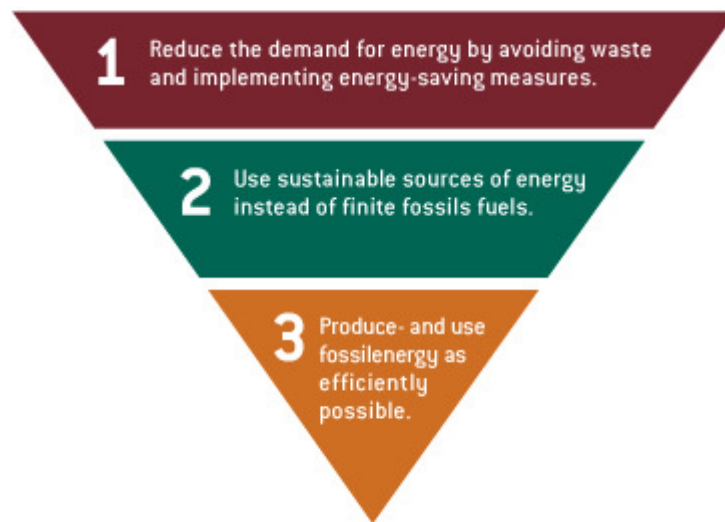 1
Reduce the demand for energy by avoiding waste
and implementing energy-saving measures.
2
Use sustainable sources of energy
instead of finite fossils fuels.
3
Produce- and use
fossilenergy as
efficiently
possible.